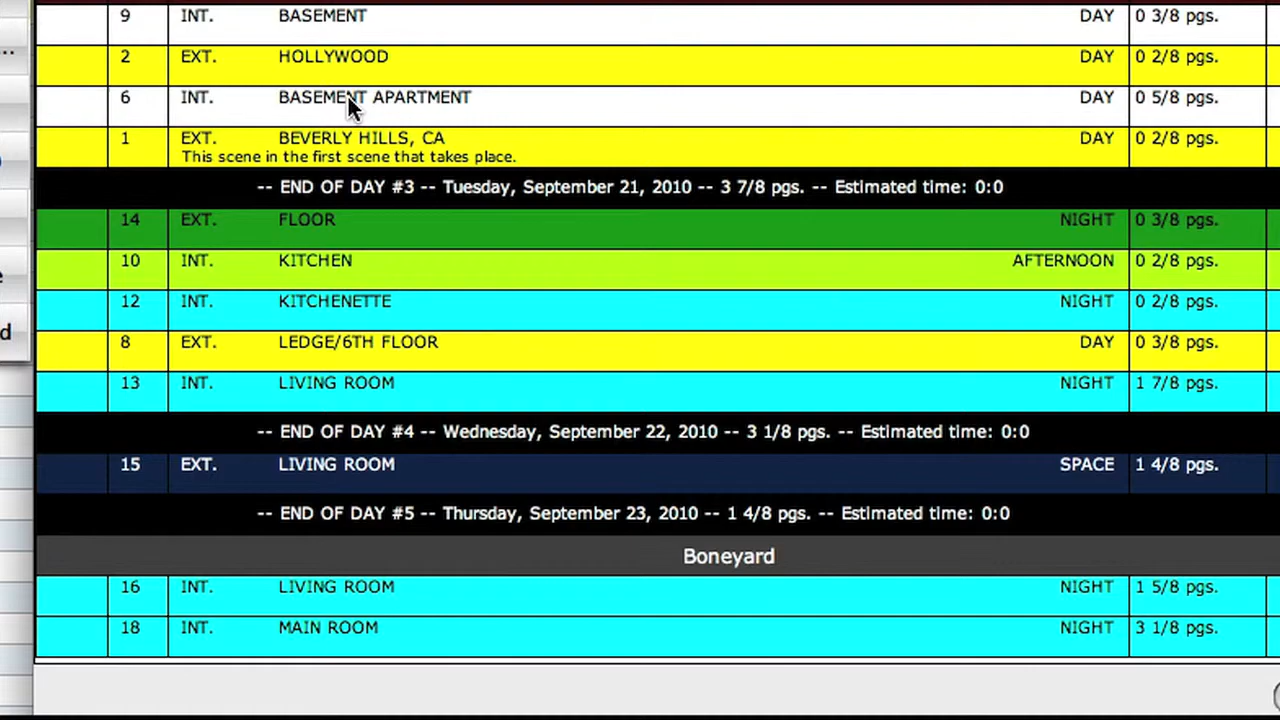 9 INT. BASEMENT DAY 0 3/8 pgs.
...
2 EXT. HOLLYWOOD DAY 0 2/8 pgs.
6 INT. BASEMENT APARTMENT DAY 0 5/8 pgs.
1 EXT. BEVERLY HILLS, CA DAY 0 2/8 pgs.
This scene in the first scene that takes place.
-- END OF DAY #3 -- Tuesday, September 21, 2010 -- 3 7/8 pgs. -- Estimated time: 0:0
14 EXT. FLOOR NIGHT 0 3/8 pgs.
10 INT. KITCHEN AFTERNOON 0 2/8 pgs.
e
12 INT. KITCHENETTE NIGHT 0 2/8 pgs.
d
8 EXT. LEDGE/6TH FLOOR DAY 0 3/8 pgs.
13 INT. LIVING ROOM NIGHT 1 7/8 pgs.
-- END OF DAY #4 -- Wednesday, September 22, 2010 -- 3 1/8 pgs. -- Estimated time: 0:0
15 EXT. LIVING ROOM SPACE 1 4/8 pgs.
-- END OF DAY #5 -- Thursday, September 23, 2010 -- 1 4/8 pgs. -- Estimated time: 0:0
Boneyard
16 INT. LIVING ROOM NIGHT 1 5/8 pgs.
18 INT. MAIN ROOM NIGHT 3 1/8 pgs.